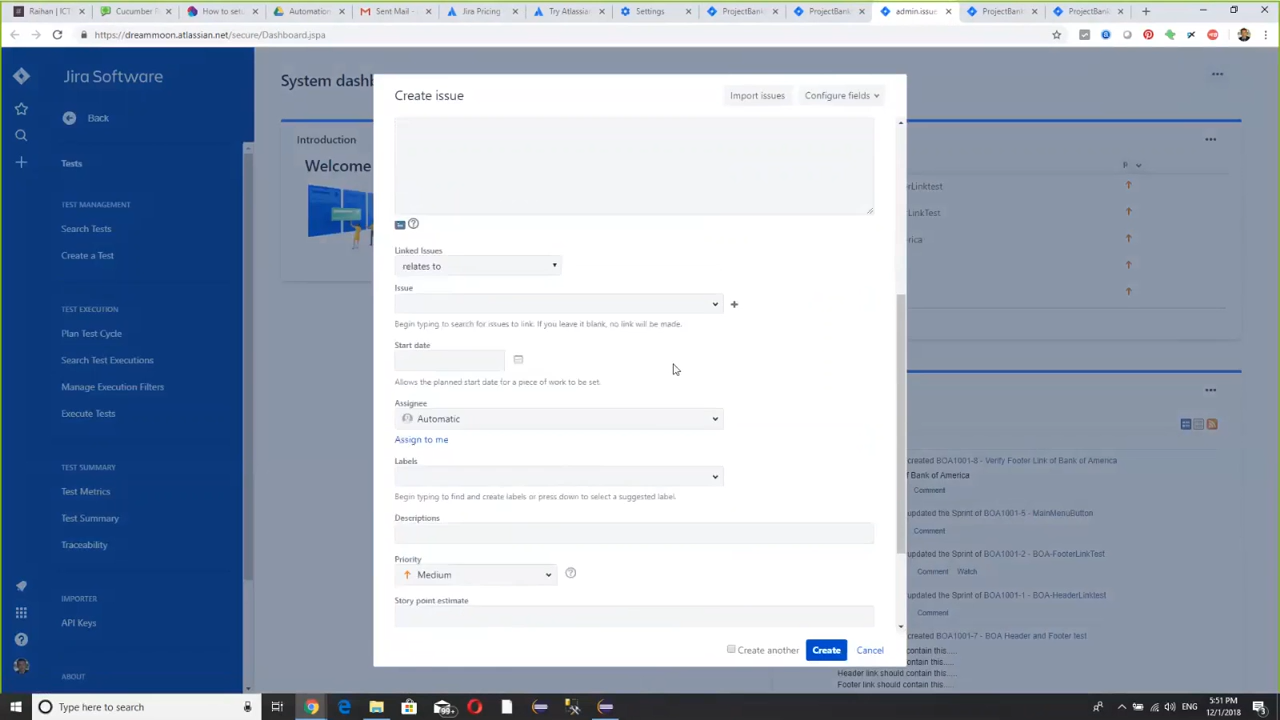 Raihan | ICT
Cucumber R
How to setu
Automation
Sent Mail -
Jira Pricing
Try Atlassian
Settings
ProjectBank
ProjectBank
admin.issue
ProjectBank
ProjectBank
https://dreammoon.atlassian.net/secure/Dashboard.jspa
Jira Software
Back
Tests
TEST MANAGEMENT
Search Tests
Create a Test
TEST EXECUTION
Plan Test Cycle
Search Test Executions
Manage Execution Filters
Execute Tests
TEST SUMMARY
Test Metrics
Test Summary
Traceability
IMPORTER
API Keys
ABOUT
System dashb
Introduction
Welcome
Create issue
Import issues
Configure fields
Linked Issues
relates to
Issue
Begin typing to search for issues to link. If you leave it blank, no link will be made.
Start date
Allows the planned start date for a piece of work to be set.
Assignee
Automatic
Assign to me
Labels
Begin typing to find and create labels or press down to select a suggested label.
Descriptions
Priority
Medium
Story point estimate
Create another
Create
Cancel
P
erLinktest
rLinkTest
rica
created BOA1001-8 - Verify Footer Link of Bank of America
f Bank of America
Comment
updated the Sprint of BOA1001-5 - MainMenuButton
Comment
updated the Sprint of BOA1001-2 - BOA-FooterLinkTest
Comment Watch
updated the Sprint of BOA1001-1 - BOA-HeaderLinktest
Comment
created BOA1001-7 - BOA Header and Footer test
contain this.....
contain this.....
Header link should contain this.....
Footer link should contain this.....
Type here to search
5:51 PM
12/1/2018